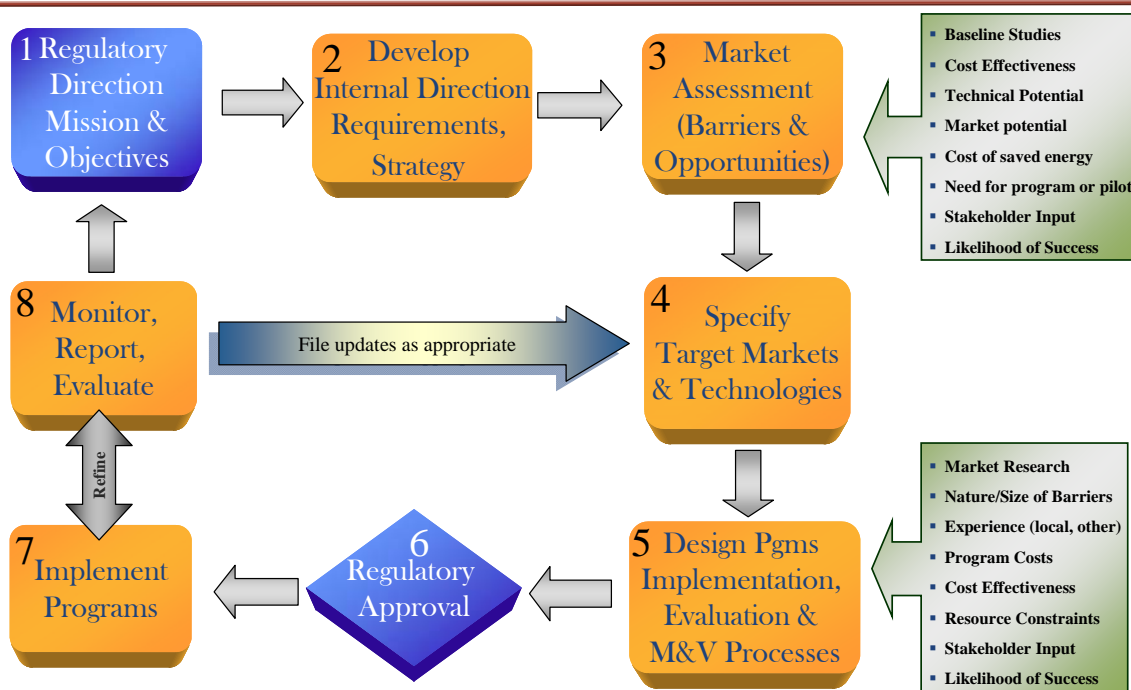 1 Regulatory
Direction
Mission &
Objectives
2 Develop
Internal Direction
Requirements,
Strategy
3 Market
Assessment
(Barriers &
Opportunities)
▪ Baseline Studies
▪ Cost Effectiveness
▪ Technical Potential
▪ Market potential
▪ Cost of saved energy
▪ Need for program or pilot
▪ Stakeholder Input
▪ Likelihood of Success
8 Monitor,
Report,
Evaluate
File updates as appropriate
4 Specify
Target Markets
& Technologies
Refine
7 Implement
Programs
6
Regulatory
Approval
5 Design Pgms
Implementation,
Evaluation &
M&V Processes
▪ Market Research
▪ Nature/Size of Barriers
▪ Experience (local, other)
▪ Program Costs
▪ Cost Effectiveness
▪ Resource Constraints
▪ Stakeholder Input
▪ Likelihood of Success